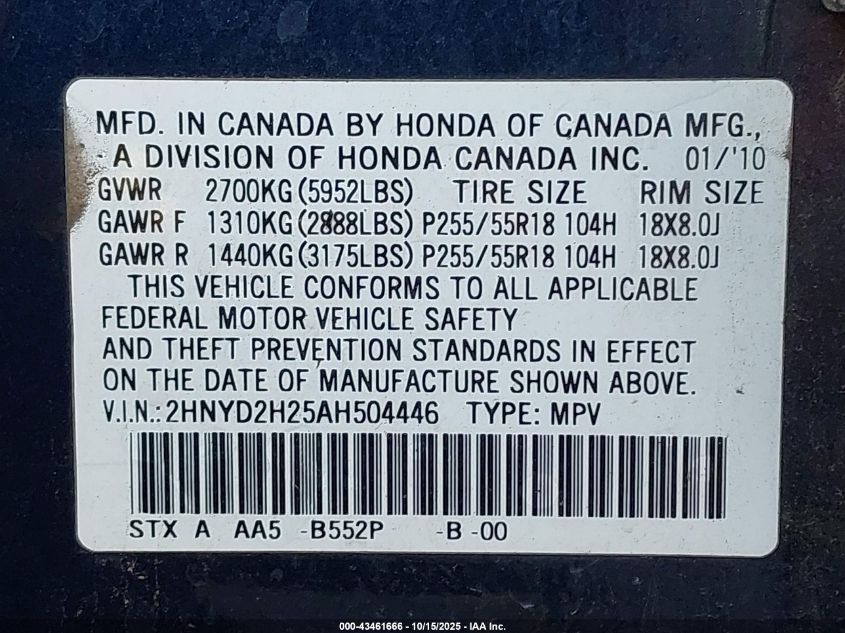 MFD. IN CANADA BY HONDA OF CANADA MFG.,
A DIVISION OF HONDA CANADA INC. 01/'10
GVWR 2700KG(5952LBS) TIRE SIZE RIM SIZE
GAWR F 1310KG(2888LBS) P255/55R18 104H 18X8.0J
GAWR R 1440KG(3175LBS) P255/55R18 104H 18X8.0J
THIS VEHICLE CONFORMS TO ALL APPLICABLE
FEDERAL MOTOR VEHICLE SAFETY
AND THEFT PREVENTION STANDARDS IN EFFECT
ON THE DATE OF MANUFACTURE SHOWN ABOVE.
V.I.N.: 2HNYD2H25AH504446 TYPE: MPV
STX A AA5 -B552P -B -00
000-43461666 - 10/15/2025 - IAA Inc.